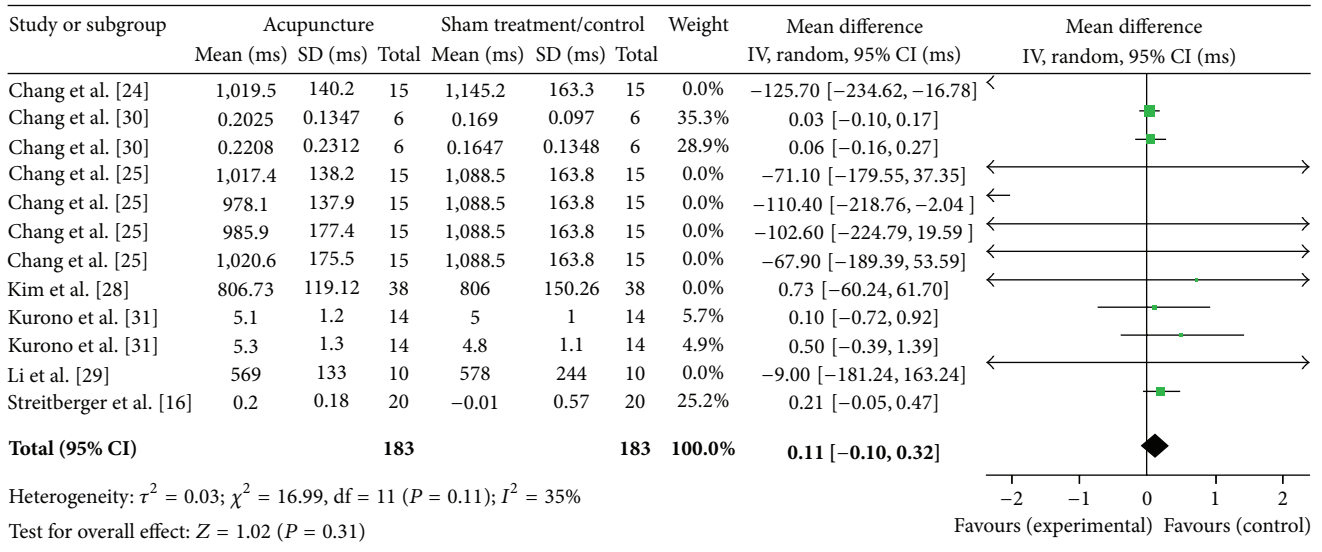 Study or subgroup Acupuncture Sham treatment/control Weight Mean difference Mean difference
Mean (ms) SD (ms) Total Mean (ms) SD (ms) Total IV, random, 95% CI (ms) IV, random, 95% CI (ms)
Chang et al. [24] 1,019.5 140.2 15 1,145.2 163.3 15 0.0% −125.70 [−234.62, −16.78]
Chang et al. [30] 0.2025 0.1347 6 0.169 0.097 6 35.3% 0.03 [−0.10, 0.17]
Chang et al. [30] 0.2208 0.2312 6 0.1647 0.1348 6 28.9% 0.06 [−0.16, 0.27]
Chang et al. [25] 1,017.4 138.2 15 1,088.5 163.8 15 0.0% −71.10 [−179.55, 37.35]
Chang et al. [25] 978.1 137.9 15 1,088.5 163.8 15 0.0% −110.40 [−218.76, −2.04 ]
Chang et al. [25] 985.9 177.4 15 1,088.5 163.8 15 0.0% −102.60 [−224.79, 19.59 ]
Chang et al. [25] 1,020.6 175.5 15 1,088.5 163.8 15 0.0% −67.90 [−189.39, 53.59]
Kim et al. [28] 806.73 119.12 38 806 150.26 38 0.0% 0.73 [−60.24, 61.70]
Kurono et al. [31] 5.1 1.2 14 5 1 14 5.7% 0.10 [−0.72, 0.92]
Kurono et al. [31] 5.3 1.3 14 4.8 1.1 14 4.9% 0.50 [−0.39, 1.39]
Li et al. [29] 569 133 10 578 244 10 0.0% −9.00 [−181.24, 163.24]
Streitberger et al. [16] 0.2 0.18 20 −0.01 0.57 20 25.2% 0.21 [−0.05, 0.47]
Total (95% CI) 183 183 100.0% 0.11 [−0.10, 0.32]
Heterogeneity: τ² = 0.03; χ² = 16.99, df = 11 (P = 0.11); I² = 35%
Test for overall effect: Z = 1.02 (P = 0.31)
−2 −1 0 1 2
Favours (experimental) Favours (control)